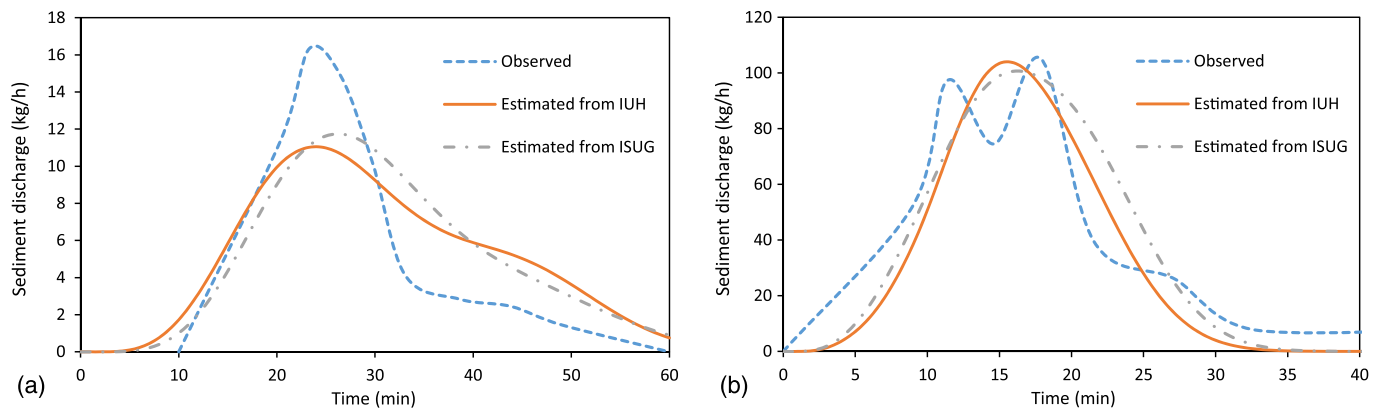 Sediment discharge (kg/h)
18
16
14
12
10
8
6
4
2
0
Observed
Estimated from IUH
Estimated from ISUG
0 10 20 30 40 50 60
Time (min)
(a)
Sediment discharge (kg/h)
120
100
80
60
40
20
0
Observed
Estimated from IUH
Estimated from ISUG
0 5 10 15 20 25 30 35 40
Time (min)
(b)